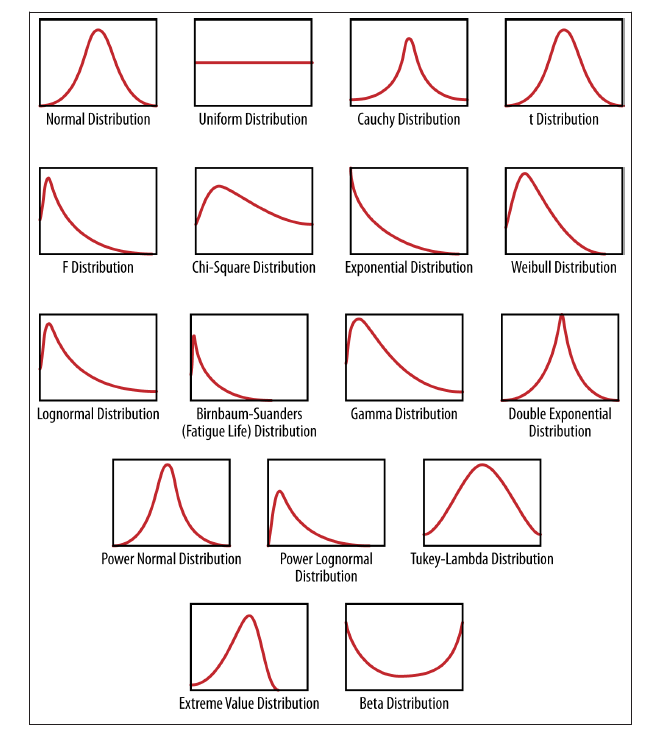 Normal Distribution
Uniform Distribution
Cauchy Distribution
t Distribution
F Distribution
Chi-Square Distribution
Exponential Distribution
Weibull Distribution
Lognormal Distribution
Birnbaum-Suanders
(Fatigue Life) Distribution
Gamma Distribution
Double Exponential
Distribution
Power Normal Distribution
Power Lognormal
Distribution
Tukey-Lambda Distribution
Extreme Value Distribution
Beta Distribution